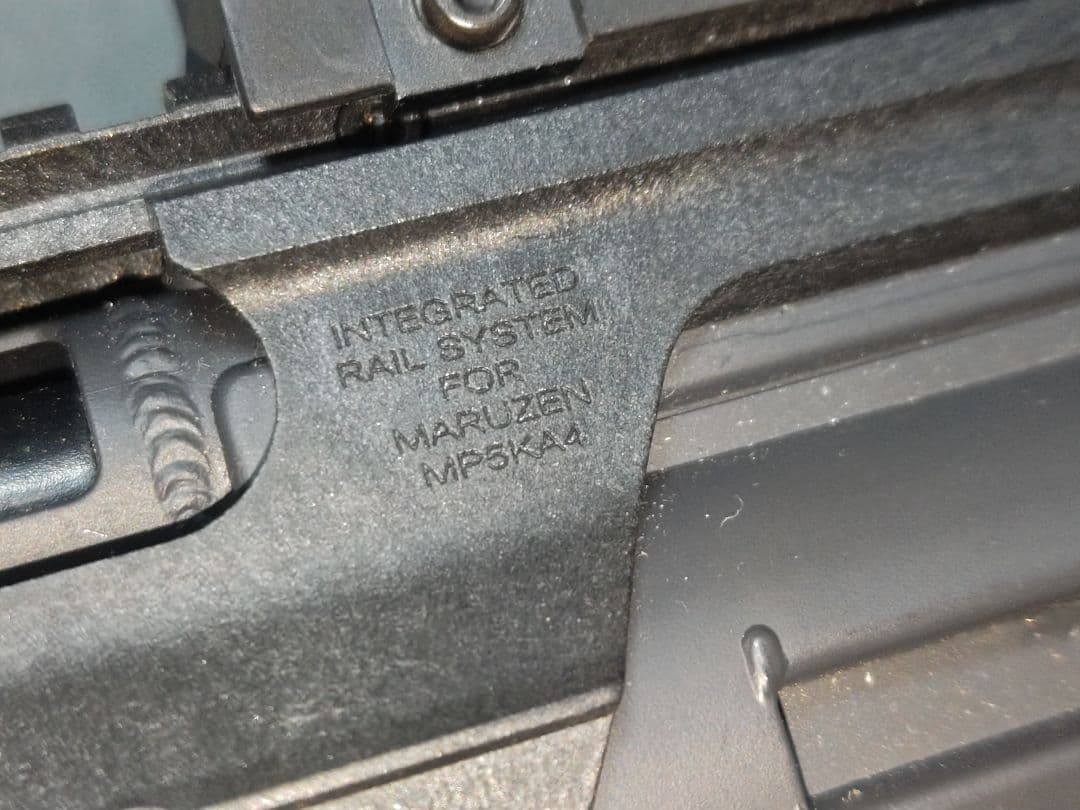 INTEGRATED
RAIL SYSTEM
FOR
MARUZEN
MP5KA4